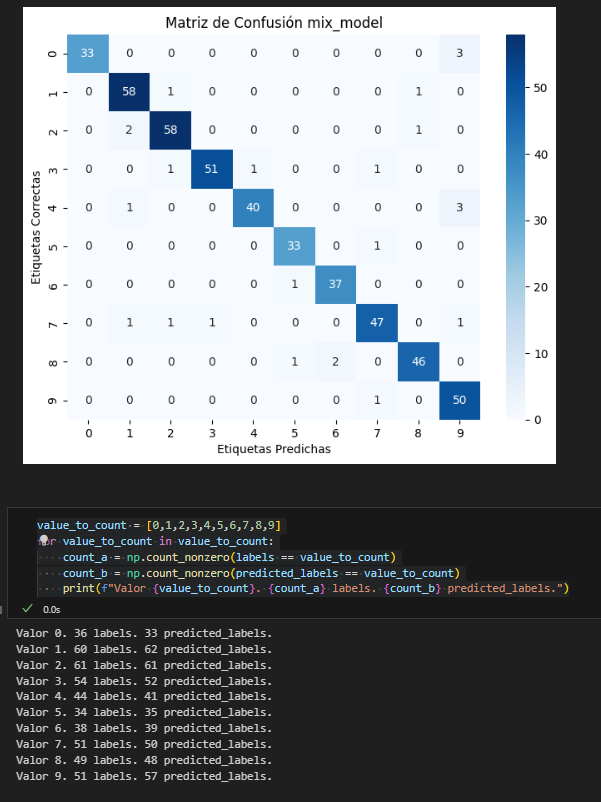 Matriz de Confusión mix_model
Etiquetas Correctas
0 33 0 0 0 0 0 0 0 0 3
1 0 58 1 0 0 0 0 0 1 0
2 0 2 58 0 0 0 0 0 1 0
3 0 0 1 51 1 0 0 1 0 0
4 0 1 0 0 40 0 0 0 0 3
5 0 0 0 0 0 33 0 1 0 0
6 0 0 0 0 0 1 37 0 0 0
7 0 1 1 1 0 0 0 47 0 1
8 0 0 0 0 0 1 2 0 46 0
9 0 0 0 0 0 0 0 1 0 50
0 1 2 3 4 5 6 7 8 9
Etiquetas Predichas
50
40
30
20
10
0
value_to_count = [0,1,2,3,4,5,6,7,8,9]
for value_to_count in value_to_count:
count_a = np.count_nonzero(labels == value_to_count)
count_b = np.count_nonzero(predicted_labels == value_to_count)
print(f"Valor {value_to_count}. {count_a} labels. {count_b} predicted_labels.")
0.0s
Valor 0. 36 labels. 33 predicted_labels.
Valor 1. 60 labels. 62 predicted_labels.
Valor 2. 61 labels. 61 predicted_labels.
Valor 3. 54 labels. 52 predicted_labels.
Valor 4. 44 labels. 41 predicted_labels.
Valor 5. 34 labels. 35 predicted_labels.
Valor 6. 38 labels. 39 predicted_labels.
Valor 7. 51 labels. 50 predicted_labels.
Valor 8. 49 labels. 48 predicted_labels.
Valor 9. 51 labels. 57 predicted_labels.